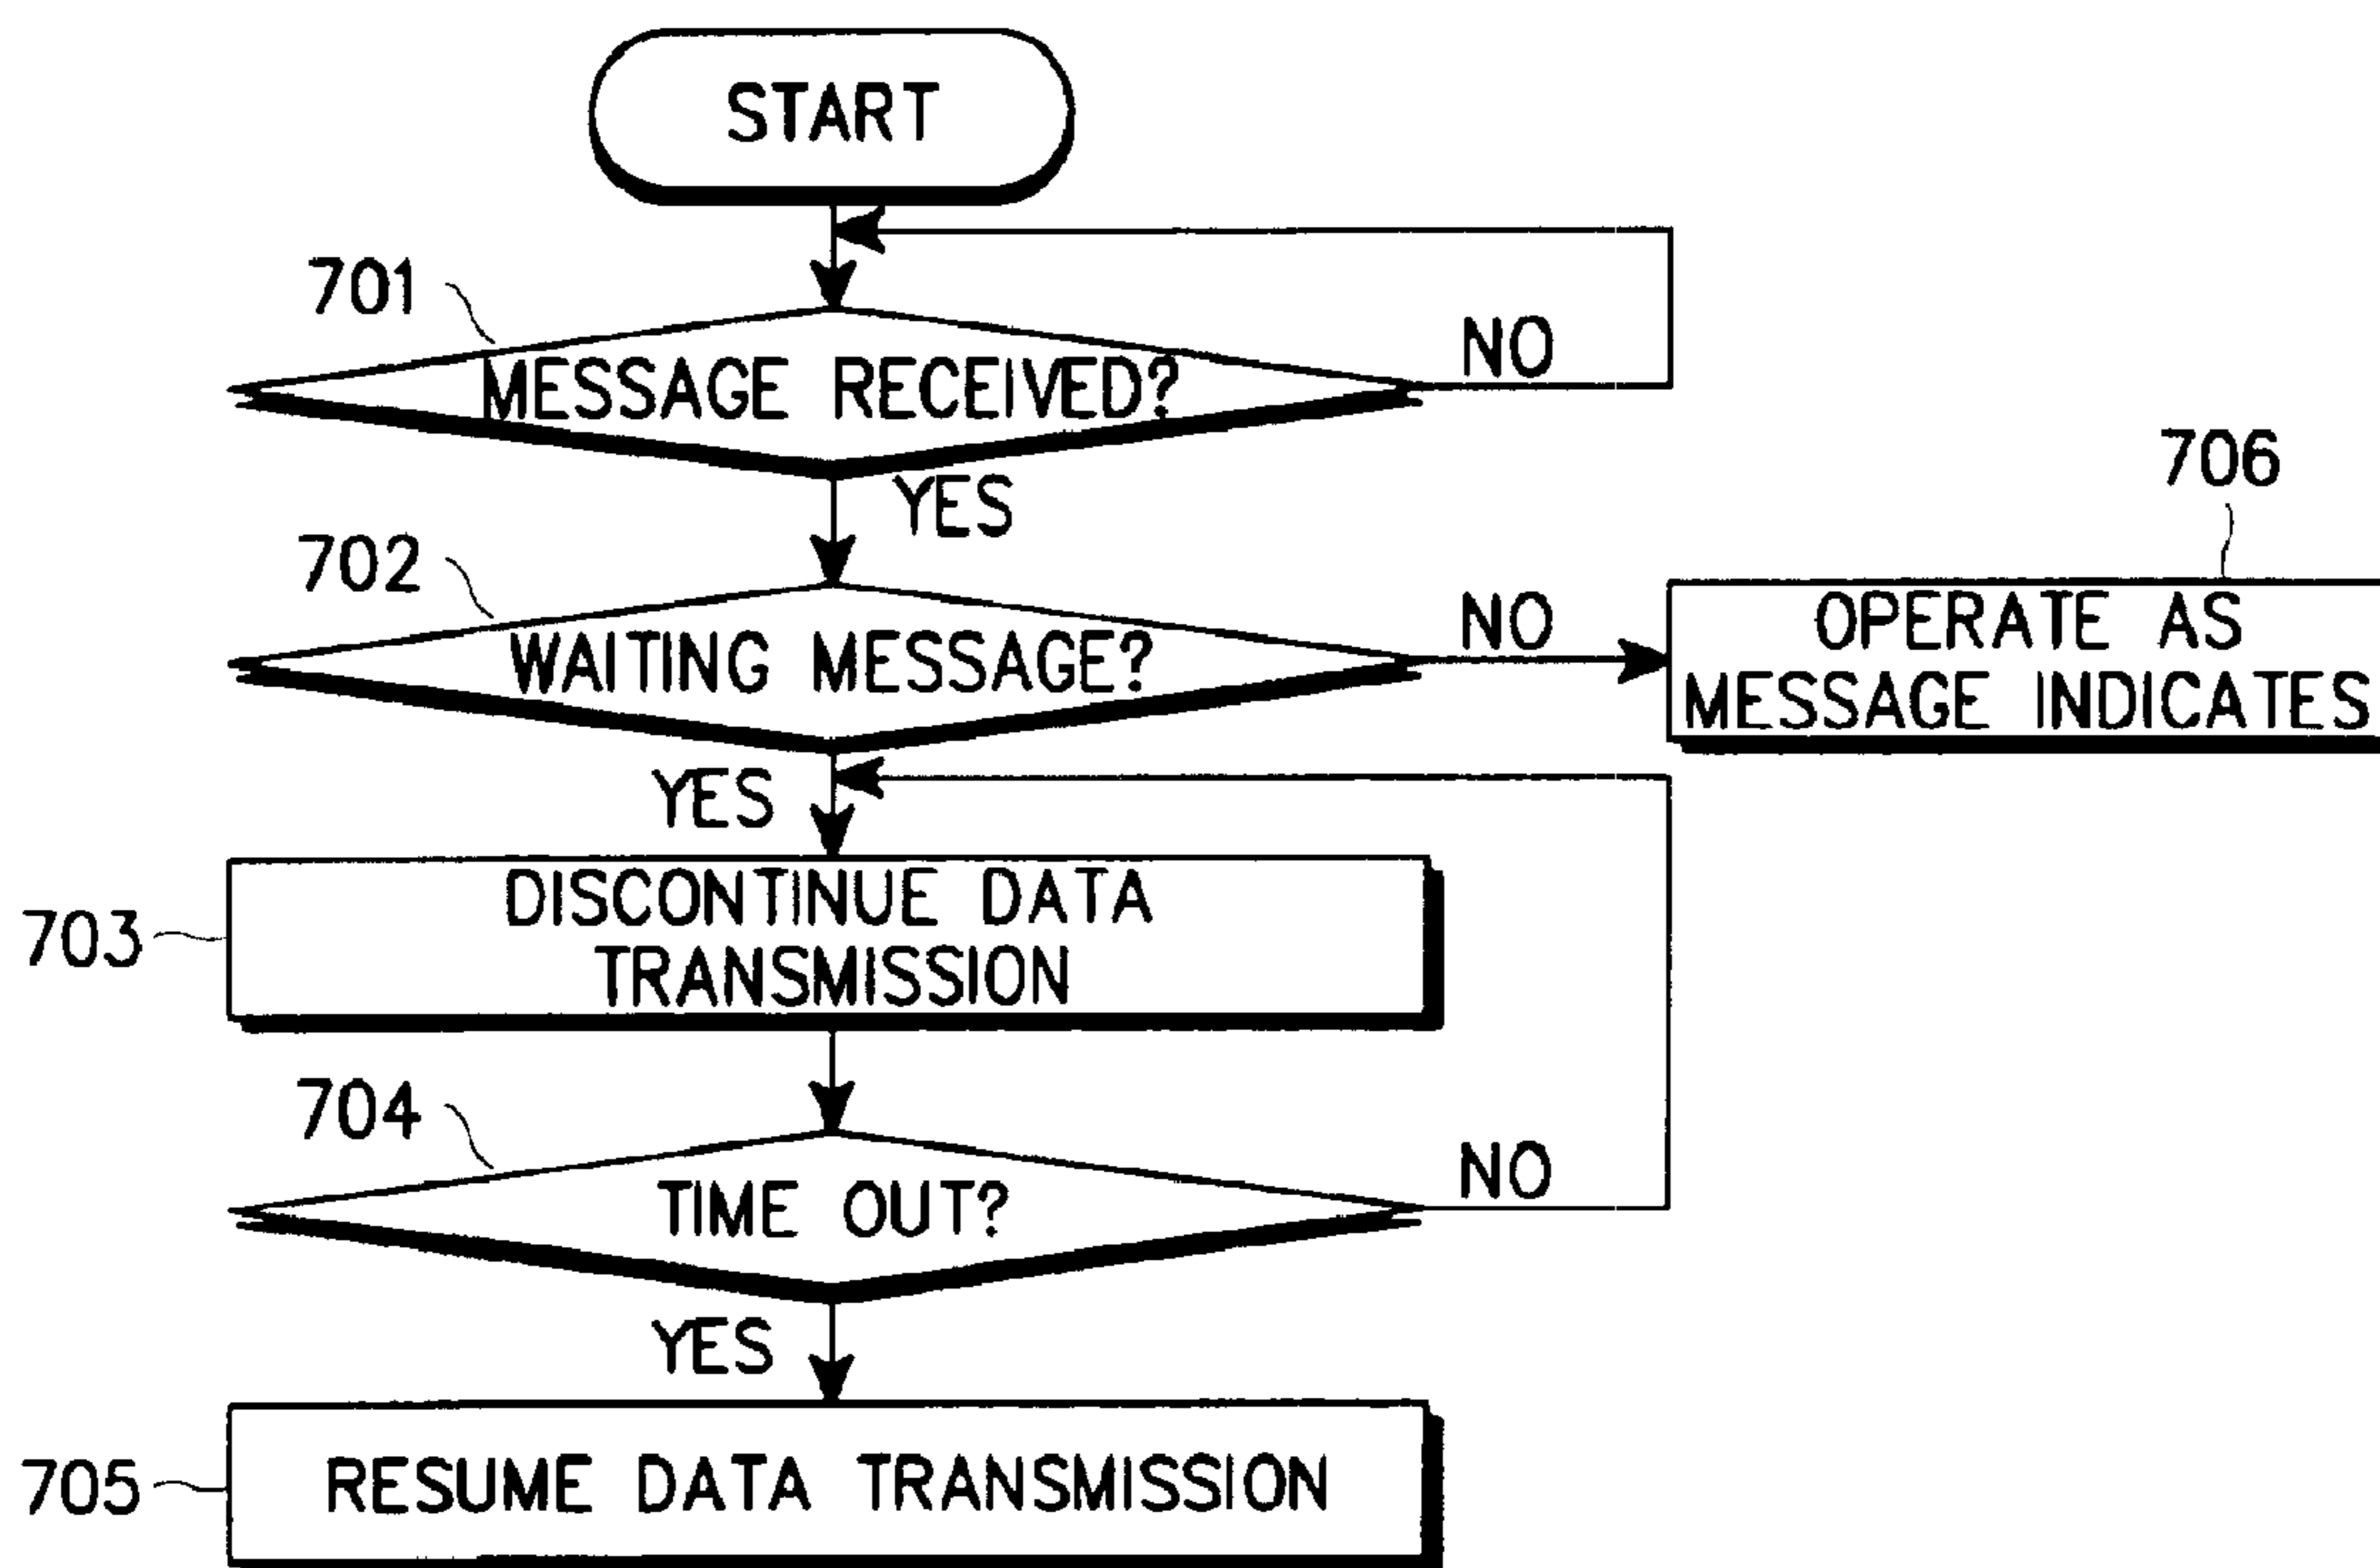 START
701
MESSAGE RECEIVED?
NO
YES
702
WAITING MESSAGE?
NO
706
OPERATE AS
MESSAGE INDICATES
YES
703
DISCONTINUE DATA
TRANSMISSION
704
TIME OUT?
NO
YES
705
RESUME DATA TRANSMISSION